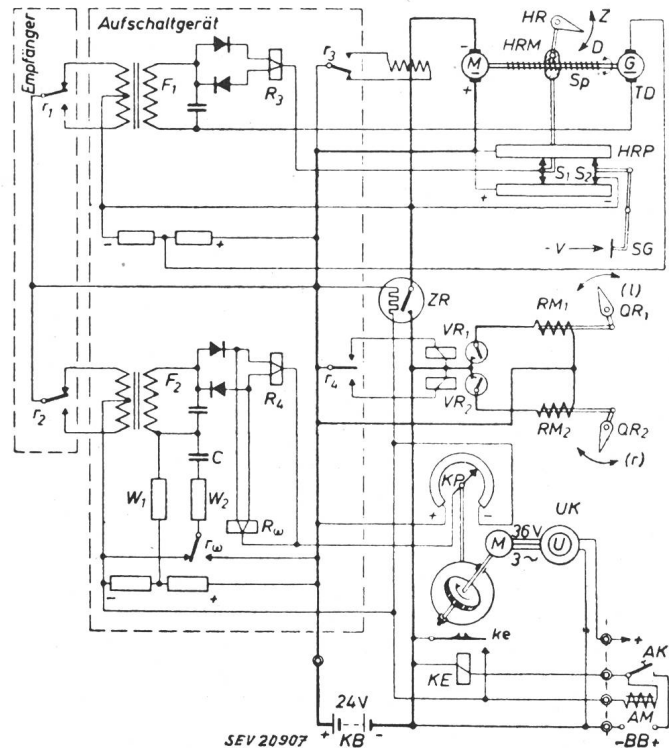 Empfänger
Aufschaltgerät
r1
F1
R3
r3
M
-
+
HR
Z
HRM
D
Sp
G
TD
HRP
S1 S2
+
-
-V
SG
-
+
ZR
(l)
QR1
RM1
VR1
r2
F2
R4
r4
VR2
RM2
QR2
(r)
C
W1
W2
Rω
rω
KP
+
-
UK
M
36V
3~
U
-
+
ke
+
AK
KE
AM
24V
+
KB
-
-BB+
SEV 20907